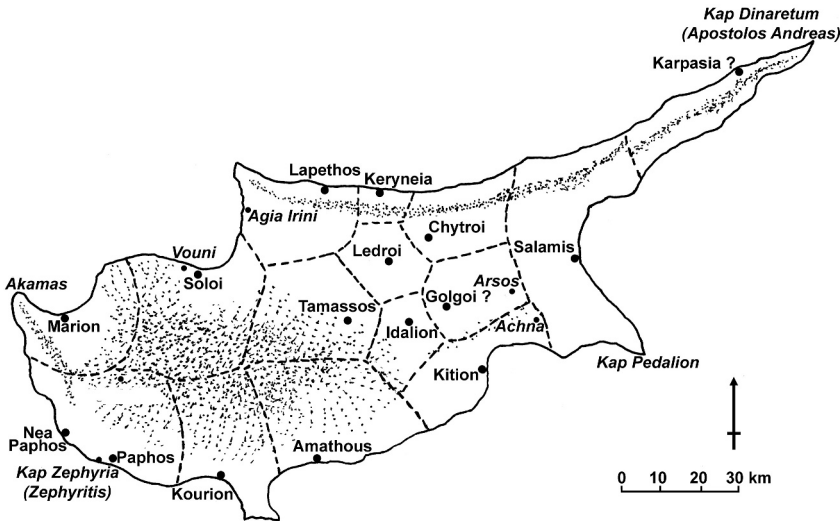 Kap Dinaretum
(Apostolos Andreas)
Karpasia ?
Lapethos
Keryneia
Agia Irini
Chytroi
Vouni
Soloi
Ledroi
Salamis
Akamas
Marion
Tamassos
Golgoi ?
Arsos
Idalion
Achna
Kition
Kap Pedalion
Nea
Paphos
Paphos
Kap Zephyria
(Zephyritis)
Kourion
Amathous
0 10 20 30 km